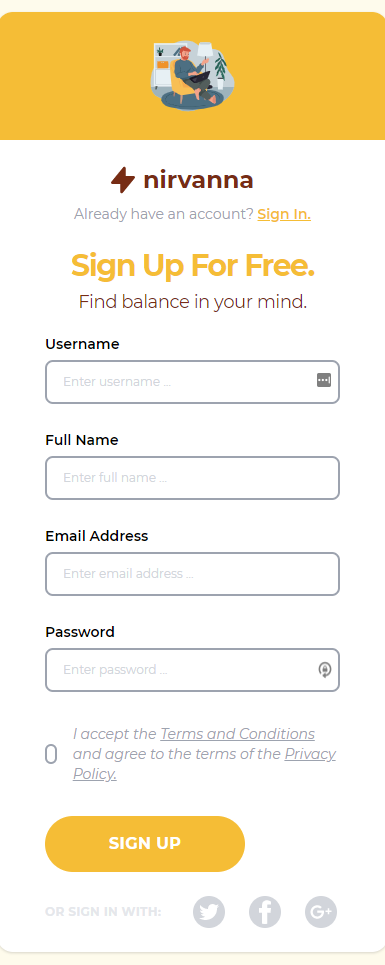 nirvanna
Already have an account? Sign In.
Sign Up For Free.
Find balance in your mind.
Username
Enter username ...
Full Name
Enter full name ...
Email Address
Enter email address ...
Password
Enter password ...
I accept the Terms and Conditions
and agree to the terms of the Privacy
Policy.
SIGN UP
OR SIGN IN WITH: